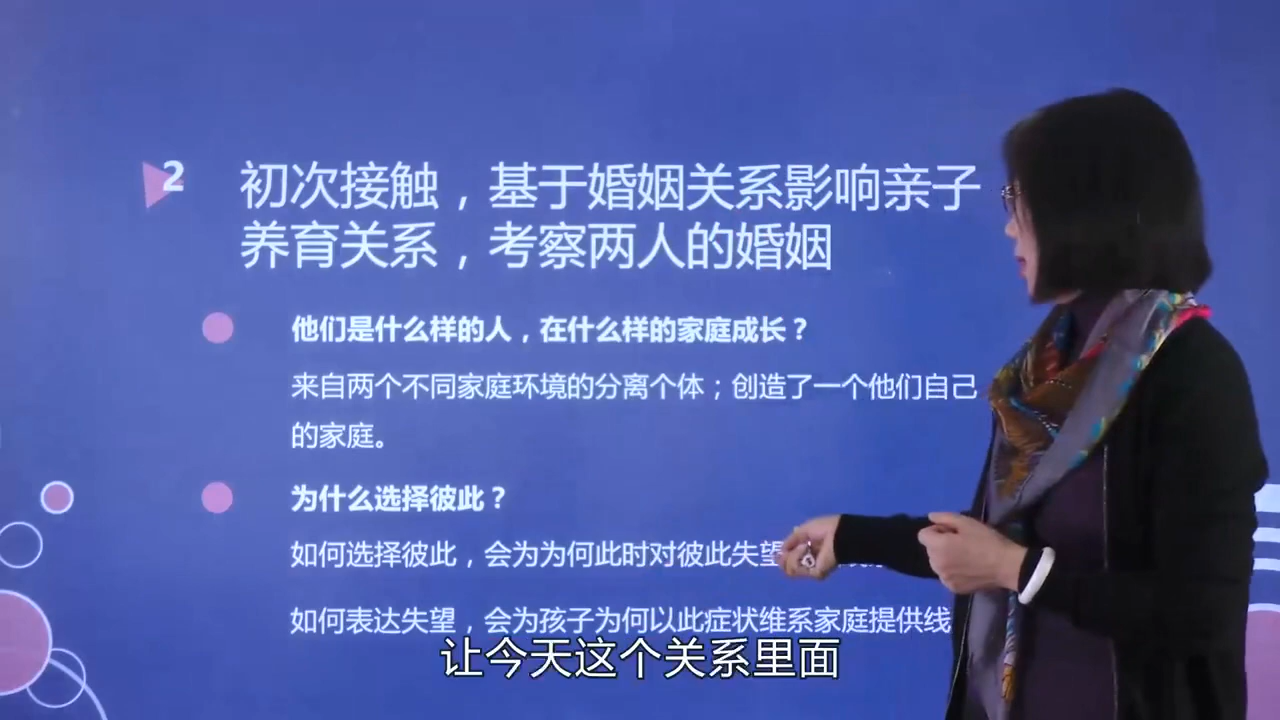 2
初次接触，基于婚姻关系影响亲子
养育关系，考察两人的婚姻
他们是什么样的人，在什么样的家庭成长？
来自两个不同家庭环境的分离个体；创造了一个他们自己
的家庭。
为什么选择彼此？
如何选择彼此，会为为何此时对彼此失望
如何表达失望，会为孩子为何以此症状维系家庭提供线
让今天这个关系里面